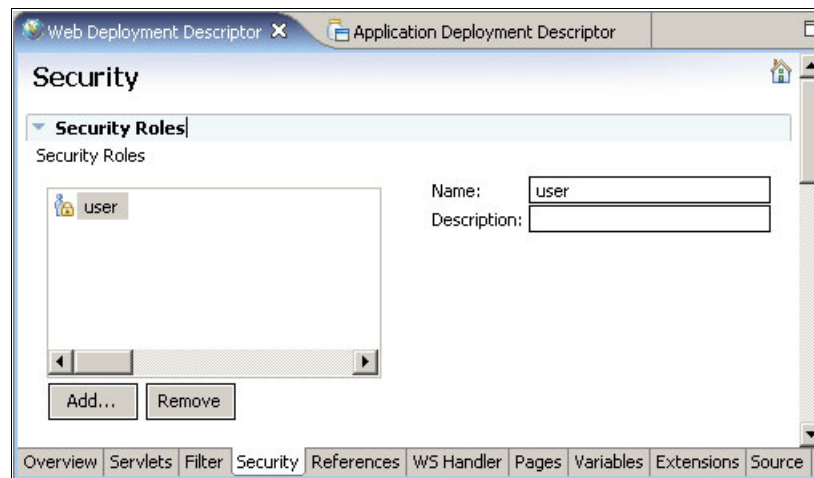 Web Deployment Descriptor Application Deployment Descriptor
Security
Security Roles
Security Roles
user
Name: user
Description:
Add... Remove
Overview Servlets Filter Security References WS Handler Pages Variables Extensions Source